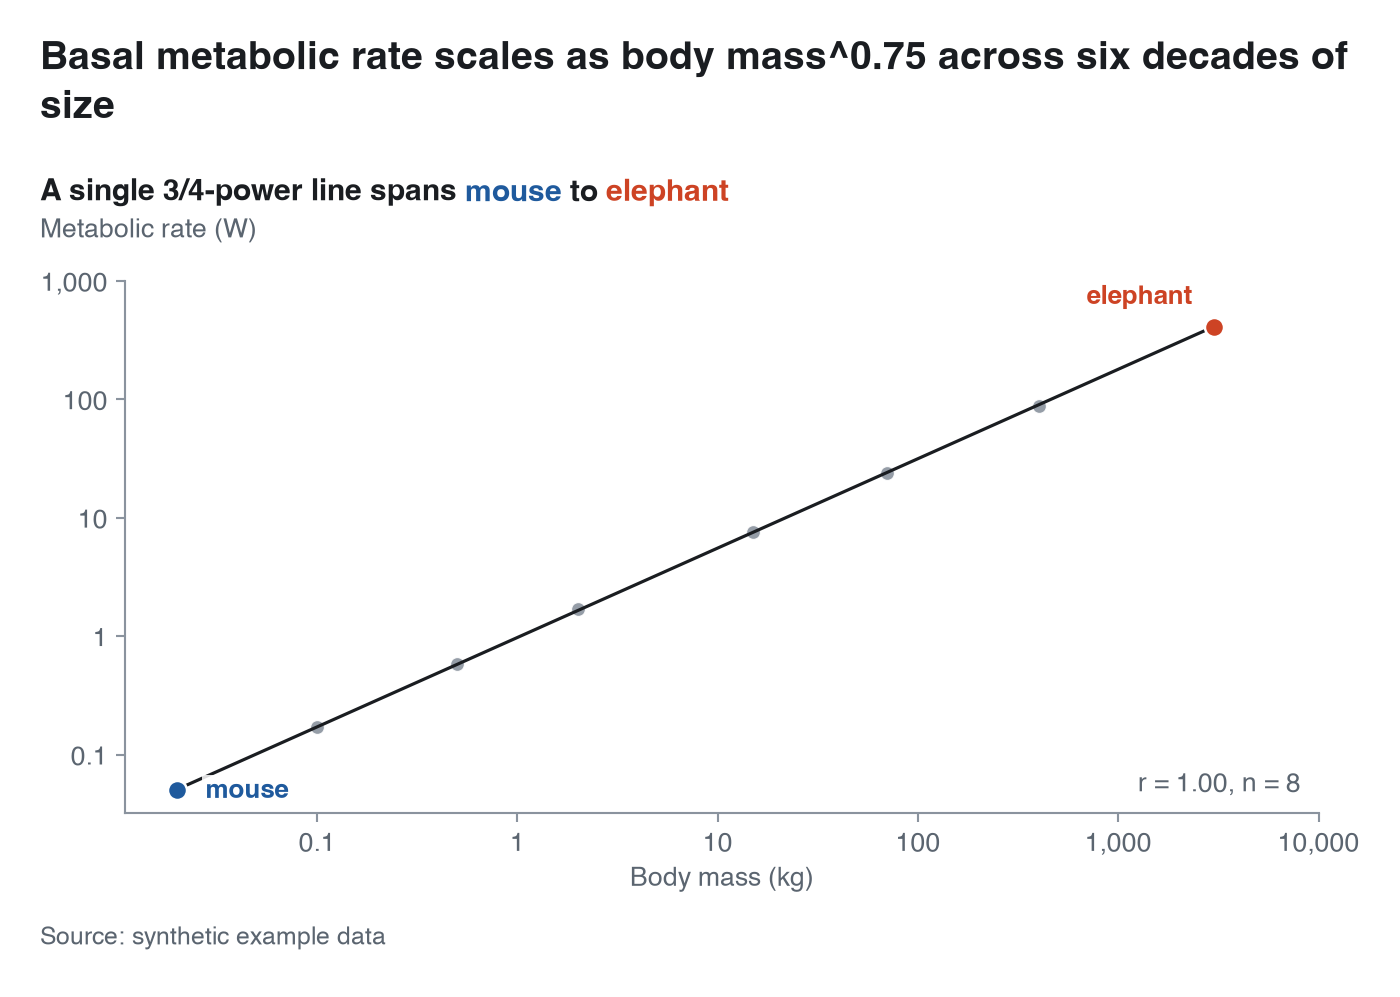 Basal metabolic rate scales as body mass^0.75 across six decades of
size
A single 3/4-power line spans mouse to elephant
Metabolic rate (W)
1,000
100
10
1
0.1
elephant
mouse
r = 1.00, n = 8
0.1
1
10
100
1,000
10,000
Body mass (kg)
Source: synthetic example data